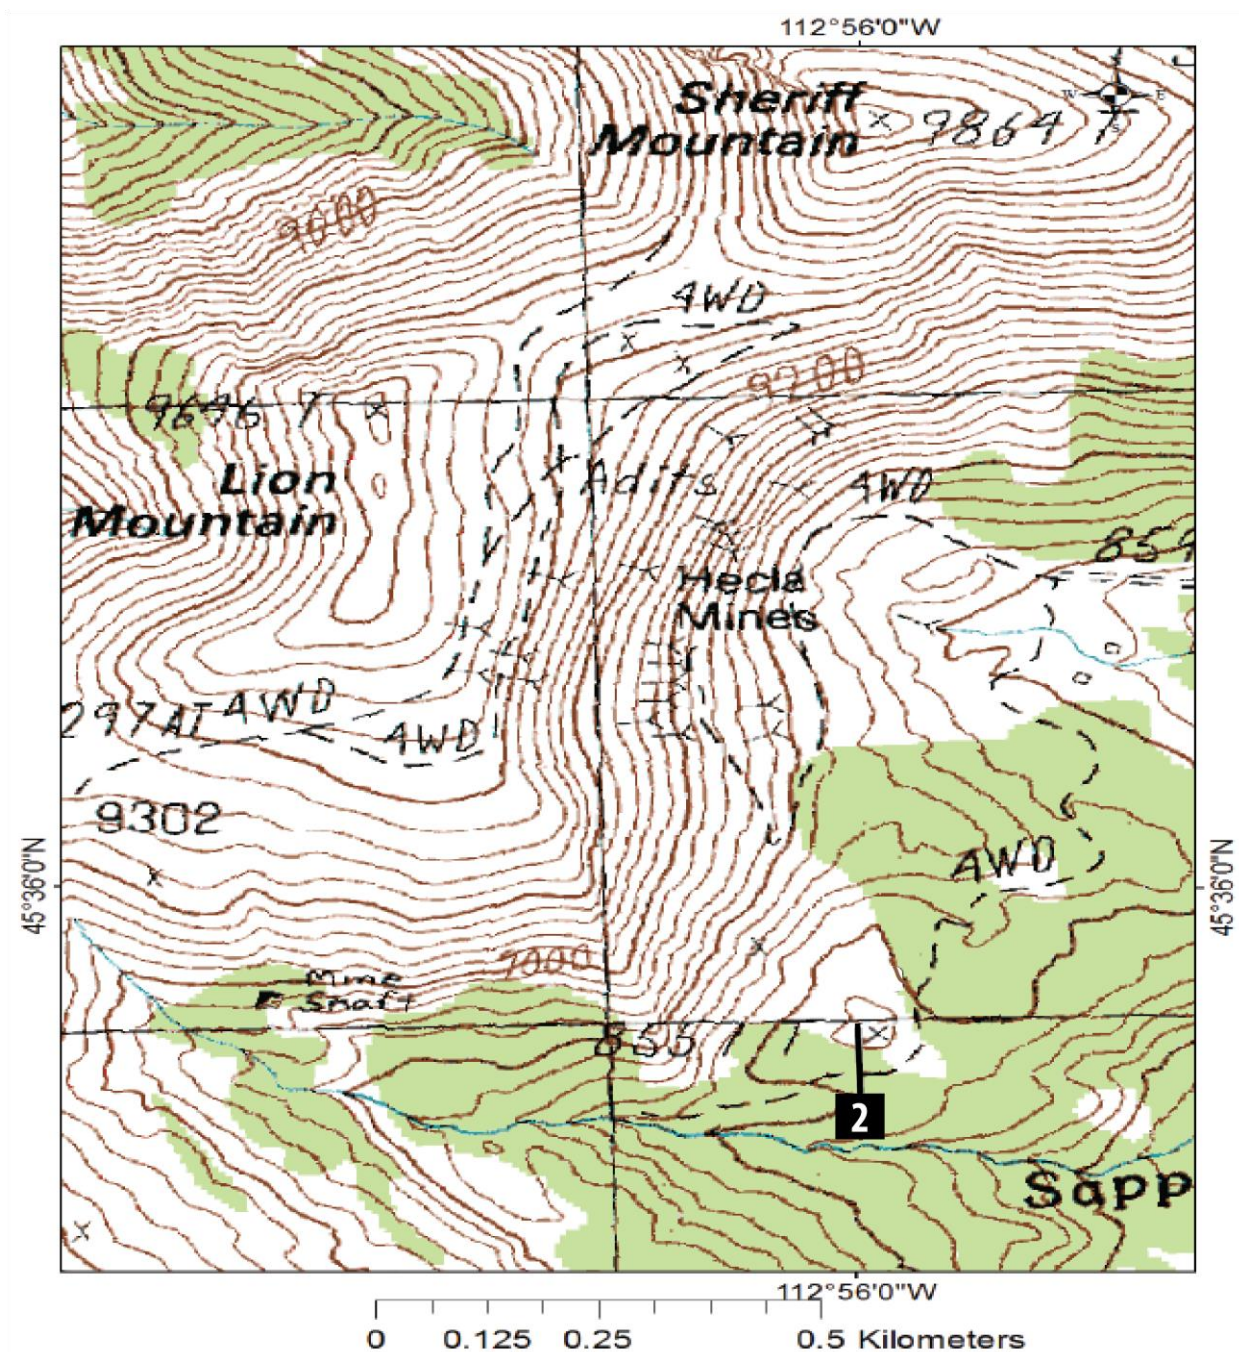 112°56'0"W
Sheriff
Mountain
9864 T
W E
S
9000
4WD
9200
9696 T
Lion
Mountain
Adits
4WD
859
Hecla
Mines
297AT 4WD
4WD
9302
4WD
45°36'0"N
45°36'0"N
9000
Mine
Shaft
8557 T
2
Sapp
112°56'0"W
0 0.125 0.25 0.5 Kilometers